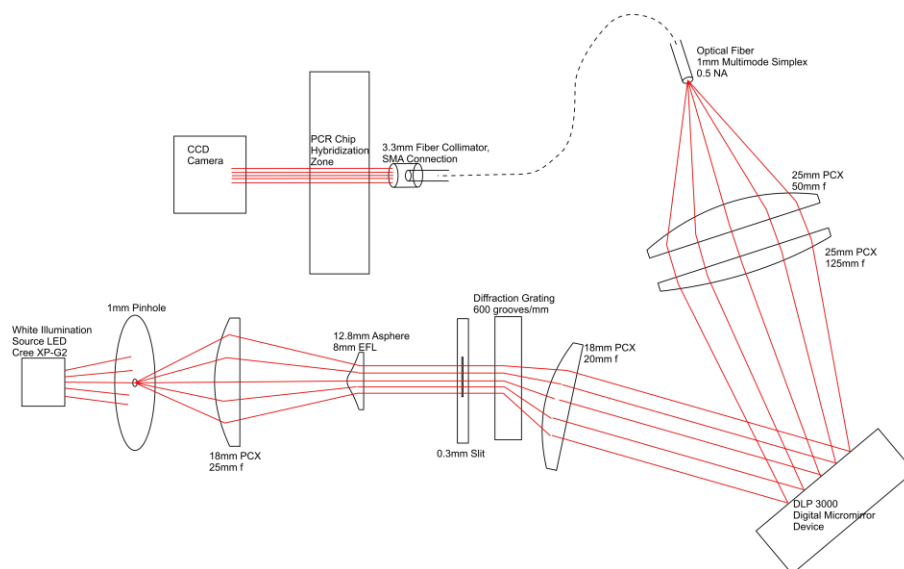 Optical Fiber
1mm Multimode Simplex
0.5 NA
CCD
Camera
PCR Chip
Hybridization
Zone
3.3mm Fiber Collimator,
SMA Connection
25mm PCX
50mm f
25mm PCX
125mm f
1mm Pinhole
White Illumination
Source LED
Cree XP-G2
18mm PCX
25mm f
12.8mm Asphere
8mm EFL
0.3mm Slit
Diffraction Grating
600 grooves/mm
18mm PCX
20mm f
DLP 3000
Digital Micromirror
Device